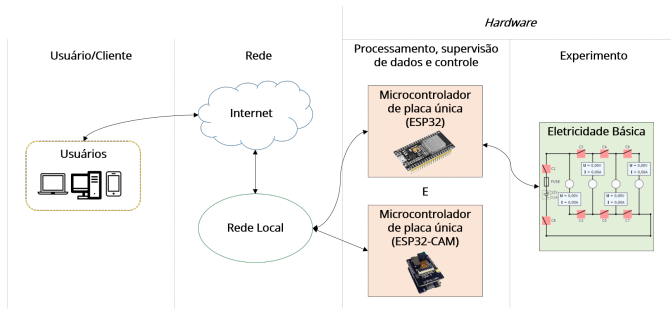 Hardware
Usuário/Cliente
Rede
Processamento, supervisão
de dados e controle
Experimento
Internet
Usuários
Rede Local
Microcontrolador
de placa única
(ESP32)
E
Microcontrolador
de placa única
(ESP32-CAM)
Eletricidade Básica